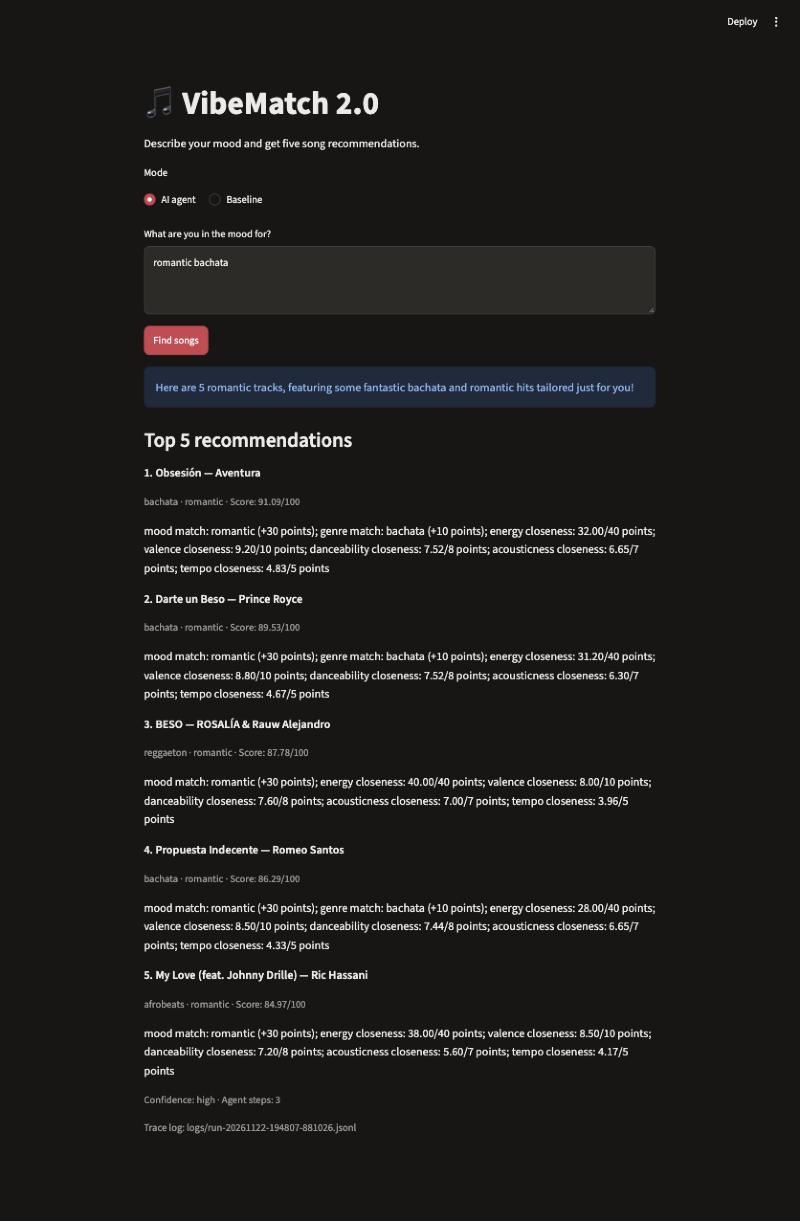 Deploy
VibeMatch 2.0
Describe your mood and get five song recommendations.
Mode
AI agent Baseline
What are you in the mood for?
romantic bachata
Find songs
Here are 5 romantic tracks, featuring some fantastic bachata and romantic hits tailored just for you!
Top 5 recommendations
1. Obsesión — Aventura
bachata · romantic · Score: 91.09/100
mood match: romantic (+30 points); genre match: bachata (+10 points); energy closeness: 32.00/40 points;
valence closeness: 9.20/10 points; danceability closeness: 7.52/8 points; acousticness closeness: 6.65/7
points; tempo closeness: 4.83/5 points
2. Darte un Beso — Prince Royce
bachata · romantic · Score: 89.53/100
mood match: romantic (+30 points); genre match: bachata (+10 points); energy closeness: 31.20/40 points;
valence closeness: 8.80/10 points; danceability closeness: 7.52/8 points; acousticness closeness: 6.30/7
points; tempo closeness: 4.67/5 points
3. BESO — ROSALÍA & Rauw Alejandro
reggaeton · romantic · Score: 87.78/100
mood match: romantic (+30 points); energy closeness: 40.00/40 points; valence closeness: 8.00/10 points;
danceability closeness: 7.60/8 points; acousticness closeness: 7.00/7 points; tempo closeness: 3.96/5
points
4. Propuesta Indecente — Romeo Santos
bachata · romantic · Score: 86.29/100
mood match: romantic (+30 points); genre match: bachata (+10 points); energy closeness: 28.00/40 points;
valence closeness: 8.50/10 points; danceability closeness: 7.44/8 points; acousticness closeness: 6.65/7
points; tempo closeness: 4.33/5 points
5. My Love (feat. Johnny Drille) — Ric Hassani
afrobeats · romantic · Score: 84.97/100
mood match: romantic (+30 points); energy closeness: 38.00/40 points; valence closeness: 8.50/10 points;
danceability closeness: 7.20/8 points; acousticness closeness: 5.60/7 points; tempo closeness: 4.17/5
points
Confidence: high · Agent steps: 3
Trace log: logs/run-20261122-194807-881026.jsonl